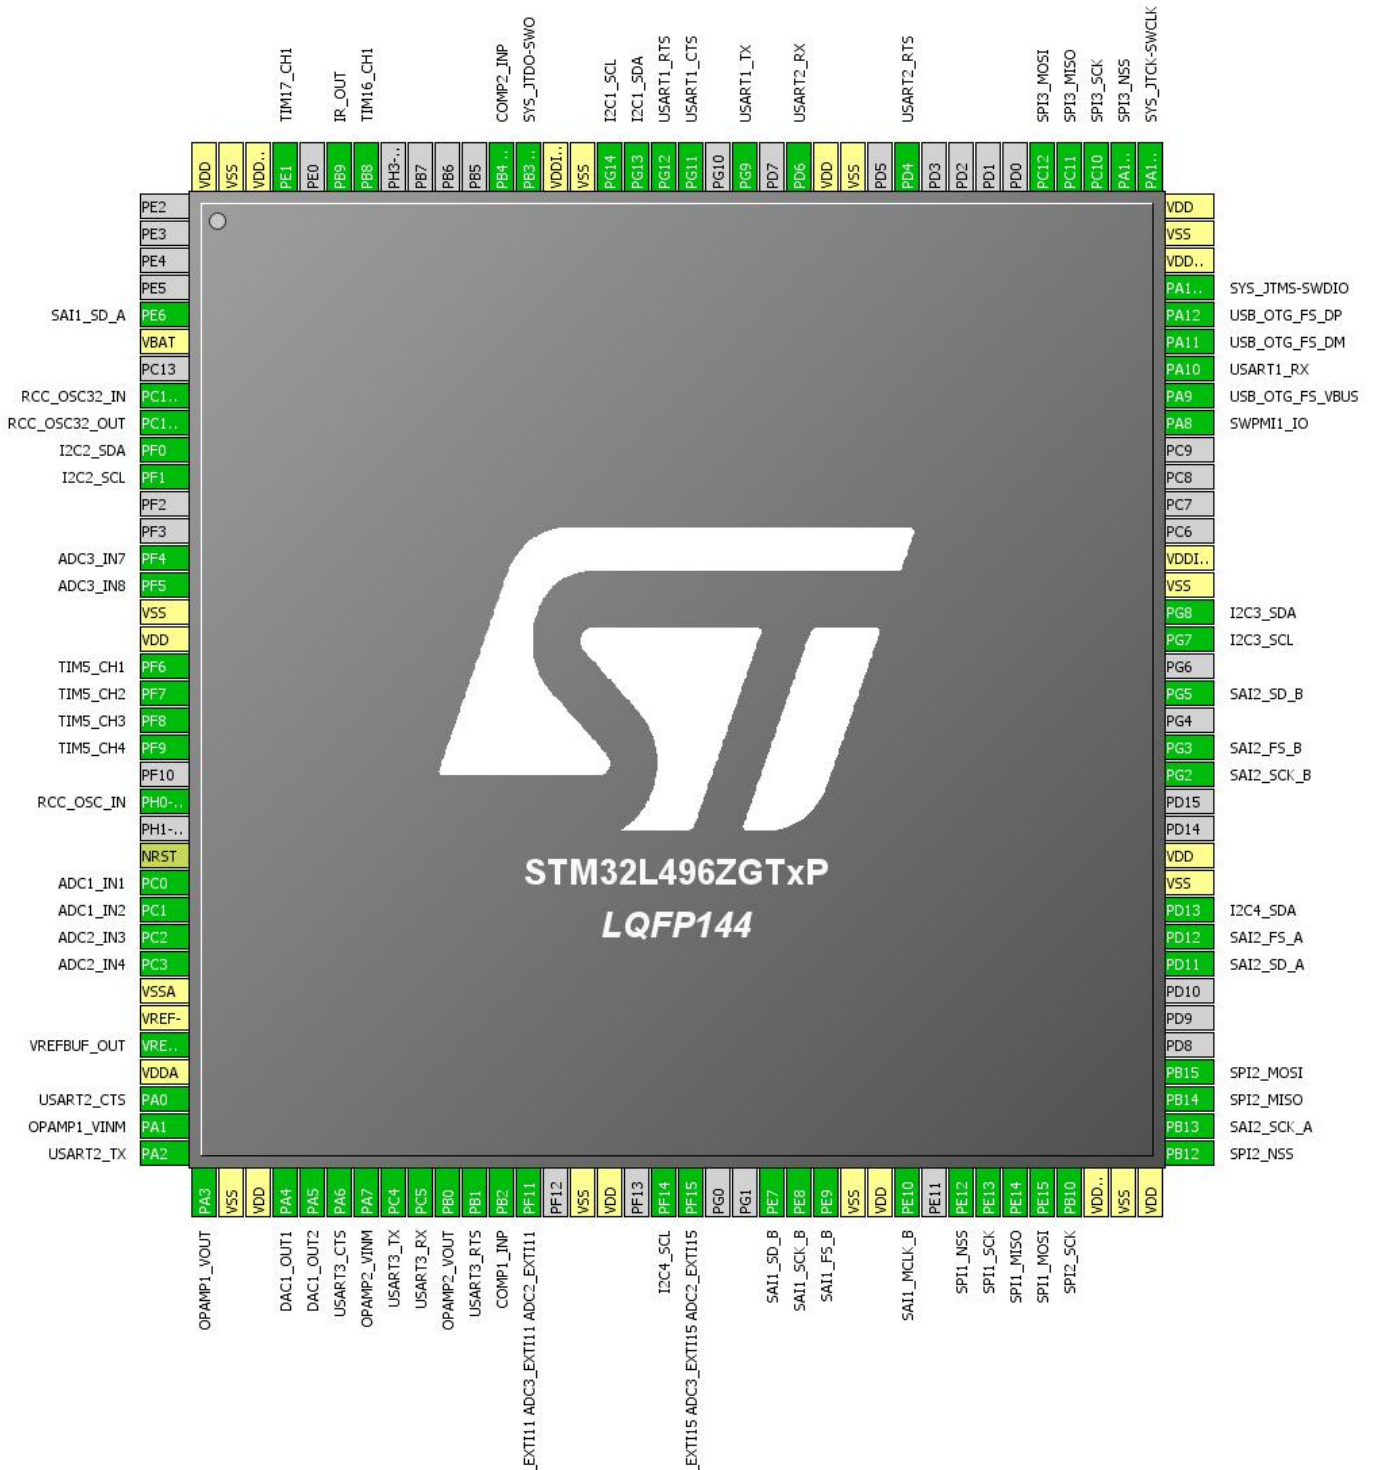 TIM17_CH1
IR_OUT
TIM16_CH1
COMP2_INP
SYS_JTDO-SWO
I2C1_SCL
I2C1_SDA
USART1_RTS
USART1_CTS
USART1_TX
USART2_RX
USART2_RTS
SPI3_MOSI
SPI3_MISO
SPI3_SCK
SPI3_NSS
SYS_JTCK-SWCLK
VDD
VSS
VDD..
PE1
PE0
PB9
PB8
PH3-..
PB7
PB6
PB5
PB4 ..
PB3 ..
VDDI..
VSS
PG14
PG13
PG12
PG11
PG10
PG9
PD7
PD6
VDD
VSS
PD5
PD4
PD3
PD2
PD1
PD0
PC12
PC11
PC10
PA1..
PA1..
PE2
PE3
PE4
PE5
SAI1_SD_A PE6
VBAT
PC13
RCC_OSC32_IN PC1..
RCC_OSC32_OUT PC1..
I2C2_SDA PF0
I2C2_SCL PF1
PF2
PF3
ADC3_IN7 PF4
ADC3_IN8 PF5
VSS
VDD
TIM5_CH1 PF6
TIM5_CH2 PF7
TIM5_CH3 PF8
TIM5_CH4 PF9
PF10
RCC_OSC_IN PH0-..
PH1-..
NRST
ADC1_IN1 PC0
ADC1_IN2 PC1
ADC2_IN3 PC2
ADC2_IN4 PC3
VSSA
VREF-
VREFBUF_OUT VRE..
VDDA
USART2_CTS PA0
OPAMP1_VINM PA1
USART2_TX PA2
ST
STM32L496ZGTxP
LQFP144
VDD
VSS
VDD..
PA1.. SYS_JTMS-SWDIO
PA12 USB_OTG_FS_DP
PA11 USB_OTG_FS_DM
PA10 USART1_RX
PA9 USB_OTG_FS_VBUS
PA8 SWPMI1_IO
PC9
PC8
PC7
PC6
VDDI..
VSS
PG8 I2C3_SDA
PG7 I2C3_SCL
PG6
PG5 SAI2_SD_B
PG4
PG3 SAI2_FS_B
PG2 SAI2_SCK_B
PD15
PD14
VDD
VSS
PD13 I2C4_SDA
PD12 SAI2_FS_A
PD11 SAI2_SD_A
PD10
PD9
PD8
PB15 SPI2_MOSI
PB14 SPI2_MISO
PB13 SAI2_SCK_A
PB12 SPI2_NSS
PA3
VSS
VDD
PA4
PA5
PA6
PA7
PC4
PC5
PB0
PB1
PB2
PF11
PF12
VSS
VDD
PF13
PF14
PF15
PG0
PG1
PE7
PE8
PE9
VSS
VDD
PE10
PE11
PE12
PE13
PE14
PE15
PB10
VDD..
VSS
VDD
OPAMP1_VOUT
DAC1_OUT1
DAC1_OUT2
USART3_CTS
OPAMP2_VINM
USART3_TX
USART3_RX
OPAMP2_VOUT
USART3_RTS
COMP1_INP
_EXTI11 ADC3_EXTI11 ADC2_EXTI11
I2C4_SCL
_EXTI15 ADC3_EXTI15 ADC2_EXTI15
SAI1_SD_B
SAI1_SCK_B
SAI1_FS_B
SAI1_MCLK_B
SPI1_NSS
SPI1_SCK
SPI1_MISO
SPI1_MOSI
SPI2_SCK